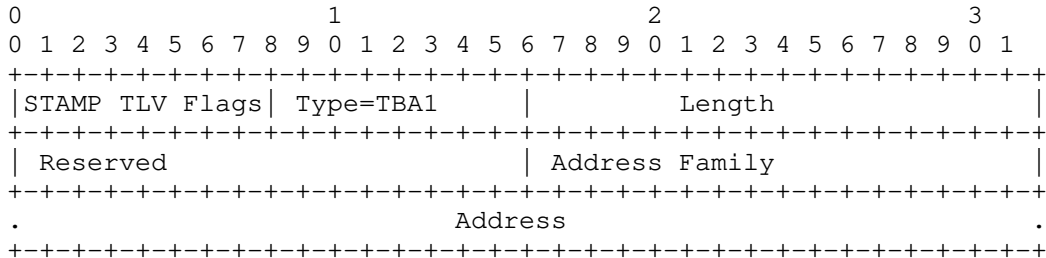 0                   1                   2                   3
0 1 2 3 4 5 6 7 8 9 0 1 2 3 4 5 6 7 8 9 0 1 2 3 4 5 6 7 8 9 0 1
+-+-+-+-+-+-+-+-+-+-+-+-+-+-+-+-+-+-+-+-+-+-+-+-+-+-+-+-+-+-+-+-+
|STAMP TLV Flags| Type=TBA1     |         Length                |
+-+-+-+-+-+-+-+-+-+-+-+-+-+-+-+-+-+-+-+-+-+-+-+-+-+-+-+-+-+-+-+-+
| Reserved                      | Address Family                |
+-+-+-+-+-+-+-+-+-+-+-+-+-+-+-+-+-+-+-+-+-+-+-+-+-+-+-+-+-+-+-+-+
.                           Address                             .
+-+-+-+-+-+-+-+-+-+-+-+-+-+-+-+-+-+-+-+-+-+-+-+-+-+-+-+-+-+-+-+-+